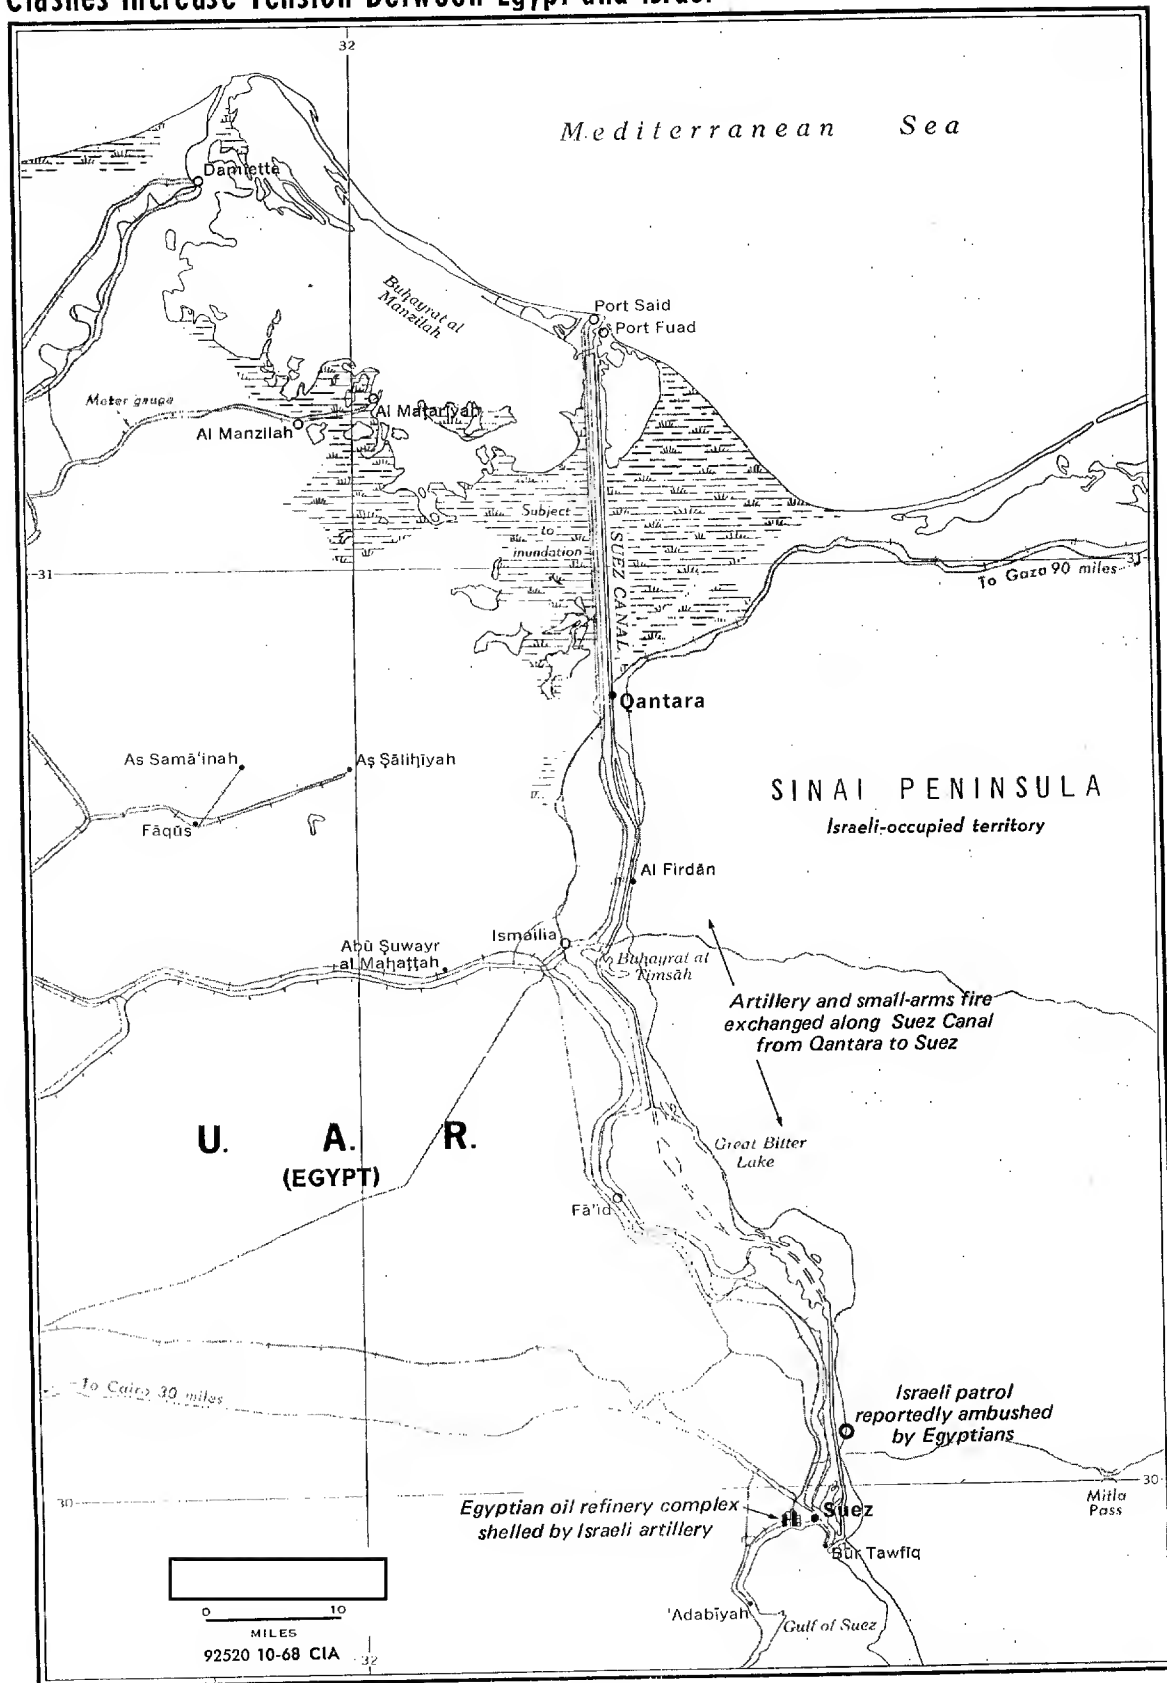 Clashes Increase Tension Between Egypt and Israel
32
Mediterranean Sea
Damietta
Buhayrat al
Manzilah
Port Said
Port Fuad
Meter gauge
Al Maṭarīyah
Al Manzilah
Subject
to
inundation
SUEZ CANAL
31
31
To Gaza 90 miles
Qantara
As Samā'inah
Aş Şāliḥīyah
SINAI PENINSULA
Israeli-occupied territory
Fāqūs
Al Firdān
Ismailia
Abū Şuwayr
al Maḥaṭṭah
Buhayrat al
Timsāh
Artillery and small-arms fire
exchanged along Suez Canal
from Qantara to Suez
U. A. R.
(EGYPT)
Great Bitter
Lake
Fā'id
To Cairo 30 miles
Israeli patrol
reportedly ambushed
by Egyptians
30
30
Mitla
Pass
Egyptian oil refinery complex
shelled by Israeli artillery
Suez
Būr Tawfīq
'Adabīyah
Gulf of Suez
0 10
MILES
92520 10-68 CIA
32